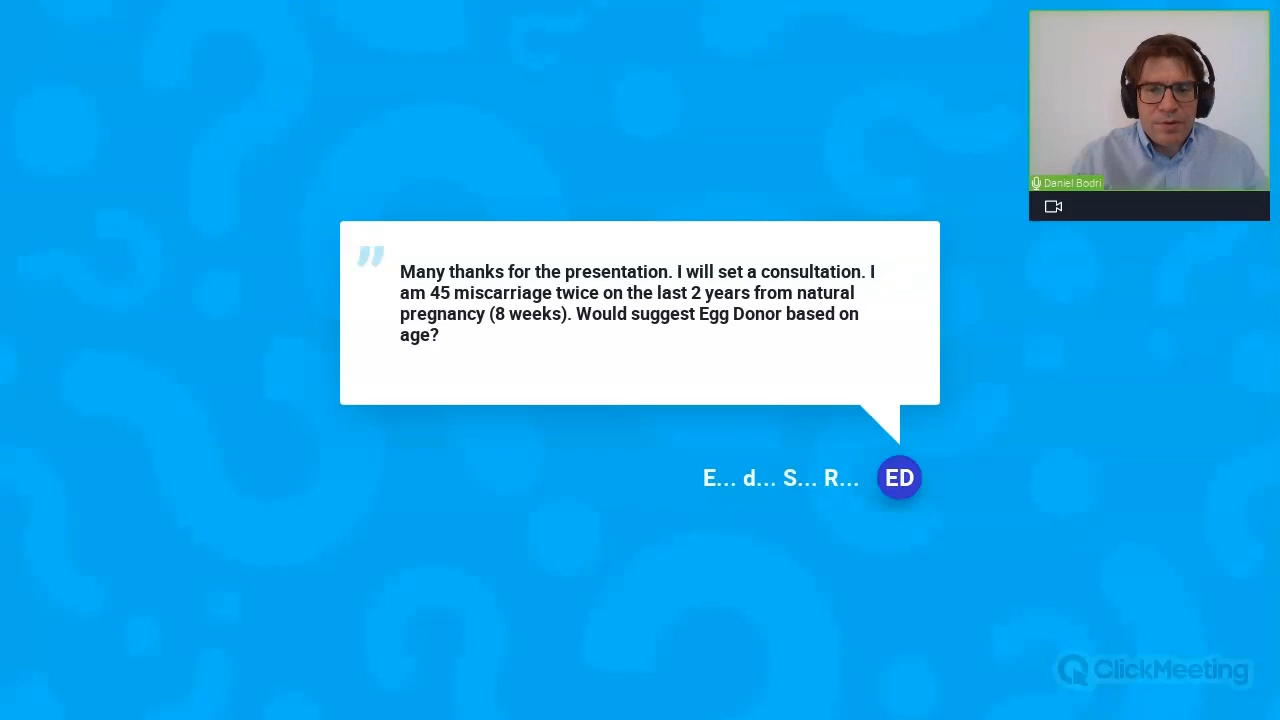 Daniel Bodri
Many thanks for the presentation. I will set a consultation. I
am 45 miscarriage twice on the last 2 years from natural
pregnancy (8 weeks). Would suggest Egg Donor based on
age?
E... d... S... R...
ED
ClickMeeting